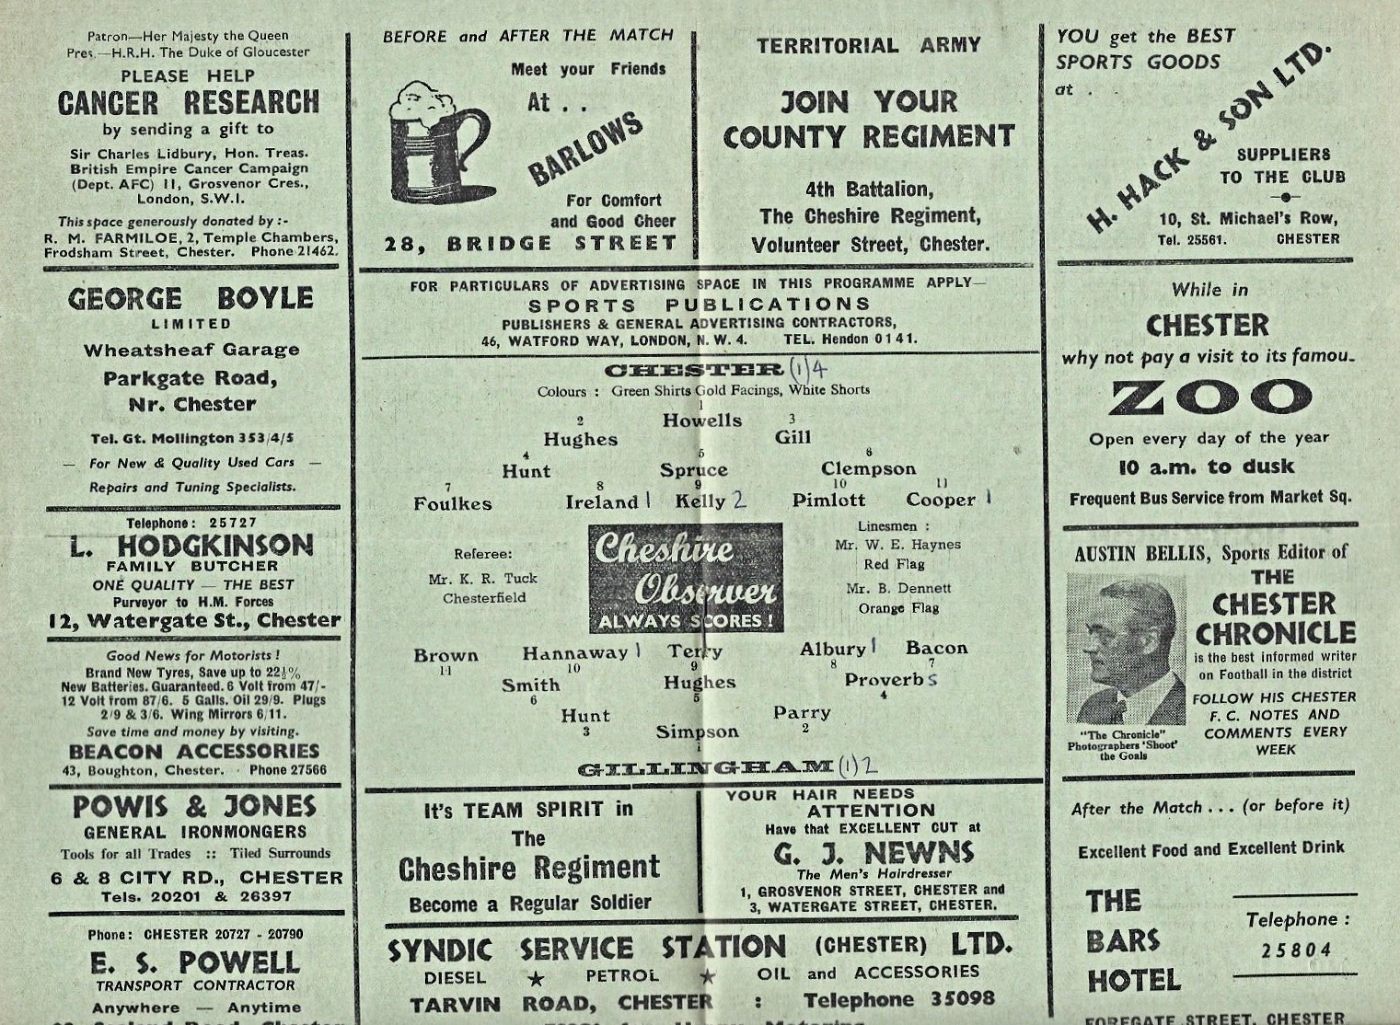 Patron—Her Majesty the Queen
Pres.—H.R.H. The Duke of Gloucester
PLEASE HELP
CANCER RESEARCH
by sending a gift to
Sir Charles Lidbury, Hon. Treas.
British Empire Cancer Campaign
(Dept. AFC) 11, Grosvenor Cres.,
London, S.W.I.
This space generously donated by :-
R. M. FARMILOE, 2, Temple Chambers,
Frodsham Street, Chester. Phone 21462.
GEORGE BOYLE
LIMITED
Wheatsheaf Garage
Parkgate Road,
Nr. Chester
Tel. Gt. Mollington 353/4/5
— For New & Quality Used Cars —
Repairs and Tuning Specialists.
Telephone: 25727
L. HODGKINSON
FAMILY BUTCHER
ONE QUALITY — THE BEST
Purveyor to H.M. Forces
12, Watergate St., Chester
Good News for Motorists !
Brand New Tyres, Save up to 22½%
New Batteries. Guaranteed. 6 Volt from 47/-
12 Volt from 87/6. 5 Galls. Oil 29/9. Plugs
2/9 & 3/6. Wing Mirrors 6/11.
Save time and money by visiting.
BEACON ACCESSORIES
43, Boughton, Chester. Phone 27566
POWIS & JONES
GENERAL IRONMONGERS
Tools for all Trades :: Tiled Surrounds
6 & 8 CITY RD., CHESTER
Tels. 20201 & 26397
Phone: CHESTER 20727 - 20790
E. S. POWELL
TRANSPORT CONTRACTOR
Anywhere — Anytime
BEFORE and AFTER THE MATCH
Meet your Friends
At . .
BARLOWS
For Comfort
and Good Cheer
28, BRIDGE STREET
TERRITORIAL ARMY
JOIN YOUR
COUNTY REGIMENT
4th Battalion,
The Cheshire Regiment,
Volunteer Street, Chester.
FOR PARTICULARS OF ADVERTISING SPACE IN THIS PROGRAMME APPLY—
SPORTS PUBLICATIONS
PUBLISHERS & GENERAL ADVERTISING CONTRACTORS,
46, WATFORD WAY, LONDON, N.W. 4. TEL. Hendon 0141.
CHESTER (1) 4
Colours : Green Shirts Gold Facings, White Shorts
1
Howells
2 3
Hughes Gill
4 5 6
Hunt Spruce Clempson
7 8 9 10 11
Foulkes Ireland 1 Kelly 2 Pimlott Cooper 1
Referee:
Mr. K. R. Tuck
Chesterfield
Cheshire
Observer
ALWAYS SCORES !
Linesmen :
Mr. W. E. Haynes
Red Flag
Mr. B. Dennett
Orange Flag
Brown Hannaway 1 Terry Albury 1 Bacon
11 10 9 8 7
Smith Hughes Proverbs
6 5 4
Hunt Parry
3 2
Simpson
1
GILLINGHAM (1) 2
It's TEAM SPIRIT in
The
Cheshire Regiment
Become a Regular Soldier
YOUR HAIR NEEDS
ATTENTION
Have that EXCELLENT CUT at
G. J. NEWNS
The Men's Hairdresser
1, GROSVENOR STREET, CHESTER and
3, WATERGATE STREET, CHESTER.
SYNDIC SERVICE STATION (CHESTER) LTD.
DIESEL ★ PETROL ★ OIL and ACCESSORIES
TARVIN ROAD, CHESTER : Telephone 35098
YOU get the BEST
SPORTS GOODS
at . .
H. HACK & SON LTD.
SUPPLIERS
TO THE CLUB
10, St. Michael's Row,
Tel. 25561. CHESTER
While in
CHESTER
why not pay a visit to its famou.
ZOO
Open every day of the year
10 a.m. to dusk
Frequent Bus Service from Market Sq.
AUSTIN BELLIS, Sports Editor of
THE
CHESTER
CHRONICLE
is the best informed writer
on Football in the district
FOLLOW HIS CHESTER
F. C. NOTES AND
COMMENTS EVERY
WEEK
"The Chronicle"
Photographers 'Shoot'
the Goals
After the Match . . . (or before it)
Excellent Food and Excellent Drink
THE
BARS
HOTEL
Telephone :
25804
FOREGATE STREET, CHESTER